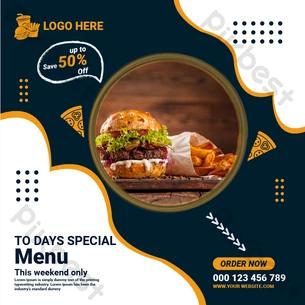 LOGO HERE
up to
Save 50%
Off
TO DAYS SPECIAL
Menu
This weekend only
ORDER NOW
000 123 456 789
WWW.YOUR WEBSITE.COM
pikbest